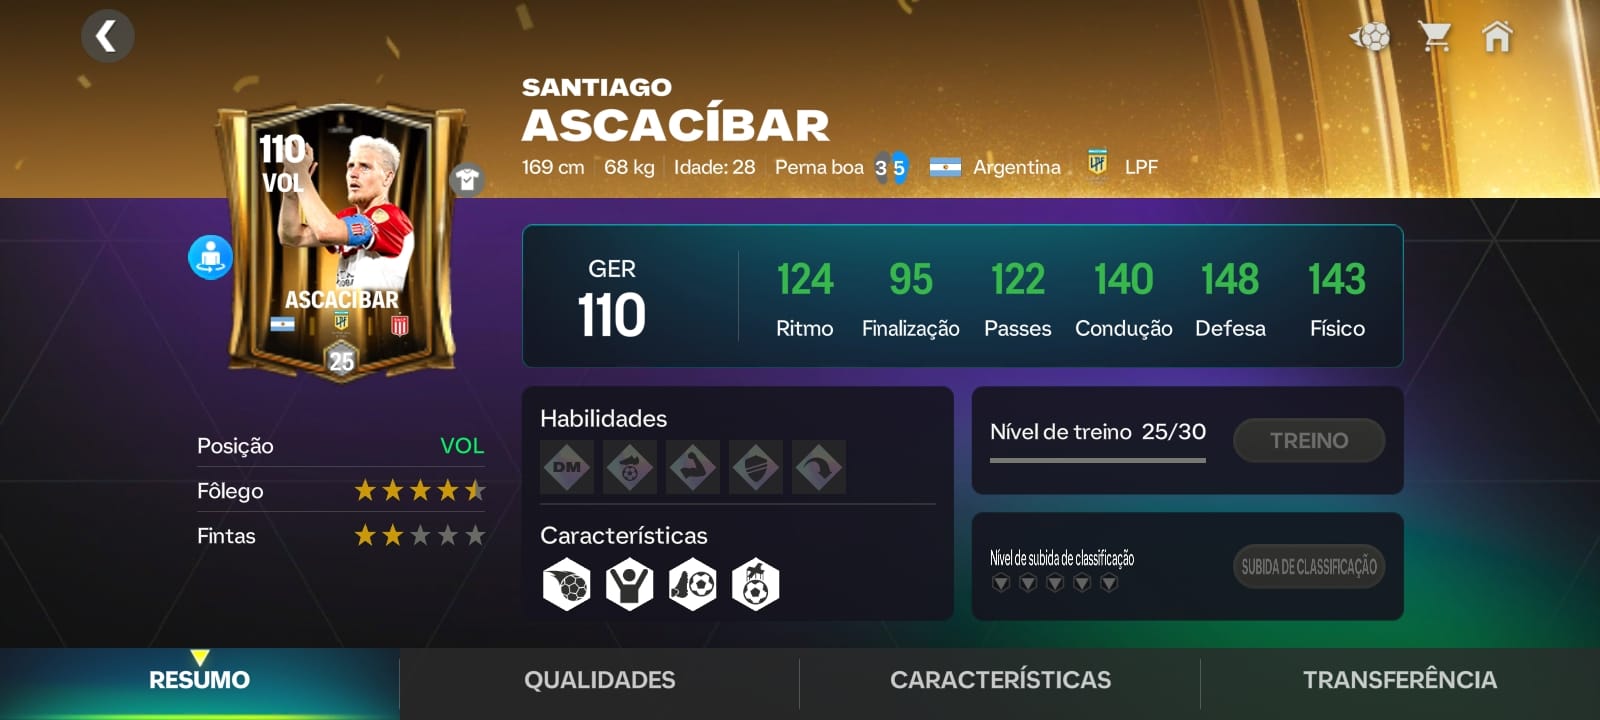 SANTIAGO
ASCACÍBAR
169 cm 68 kg Idade: 28 Perna boa 3 5 Argentina LPF
110
VOL
ASCACÍBAR
LPF
25
GER
110
124 95 122 140 148 143
Ritmo Finalização Passes Condução Defesa Físico
Posição VOL
Fôlego
Fintas
Habilidades
DM
Características
Nível de treino 25/30
TREINO
Nível de subida de classificação
SUBIDA DE CLASSIFICAÇÃO
RESUMO QUALIDADES CARACTERÍSTICAS TRANSFERÊNCIA